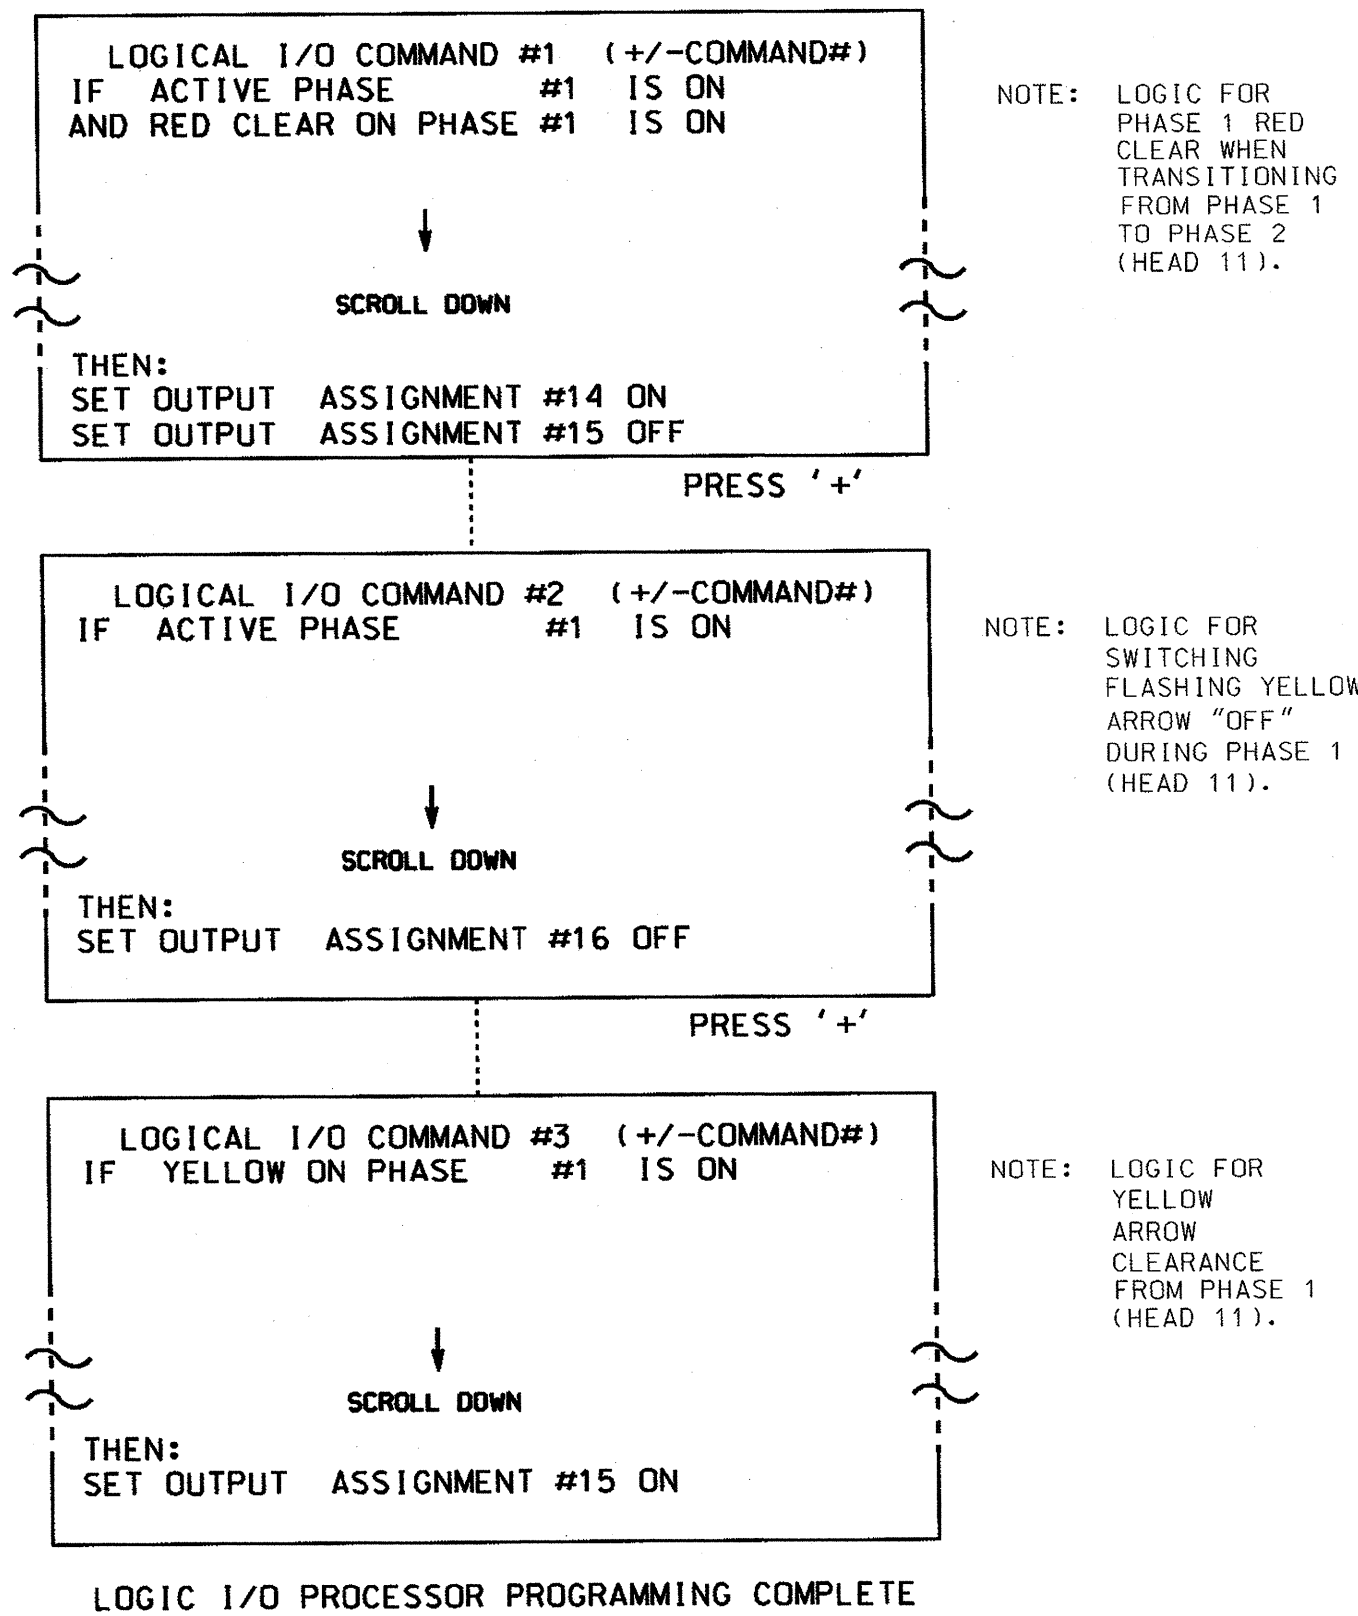 LOGICAL I/O COMMAND #1 (+/-COMMAND#)
IF ACTIVE PHASE #1 IS ON
AND RED CLEAR ON PHASE #1 IS ON
SCROLL DOWN
THEN:
SET OUTPUT ASSIGNMENT #14 ON
SET OUTPUT ASSIGNMENT #15 OFF
NOTE: LOGIC FOR
PHASE 1 RED
CLEAR WHEN
TRANSITIONING
FROM PHASE 1
TO PHASE 2
(HEAD 11).
PRESS '+'
LOGICAL I/O COMMAND #2 (+/-COMMAND#)
IF ACTIVE PHASE #1 IS ON
SCROLL DOWN
THEN:
SET OUTPUT ASSIGNMENT #16 OFF
NOTE: LOGIC FOR
SWITCHING
FLASHING YELLOW
ARROW "OFF"
DURING PHASE 1
(HEAD 11).
PRESS '+'
LOGICAL I/O COMMAND #3 (+/-COMMAND#)
IF YELLOW ON PHASE #1 IS ON
SCROLL DOWN
THEN:
SET OUTPUT ASSIGNMENT #15 ON
NOTE: LOGIC FOR
YELLOW
ARROW
CLEARANCE
FROM PHASE 1
(HEAD 11).
LOGIC I/O PROCESSOR PROGRAMMING COMPLETE